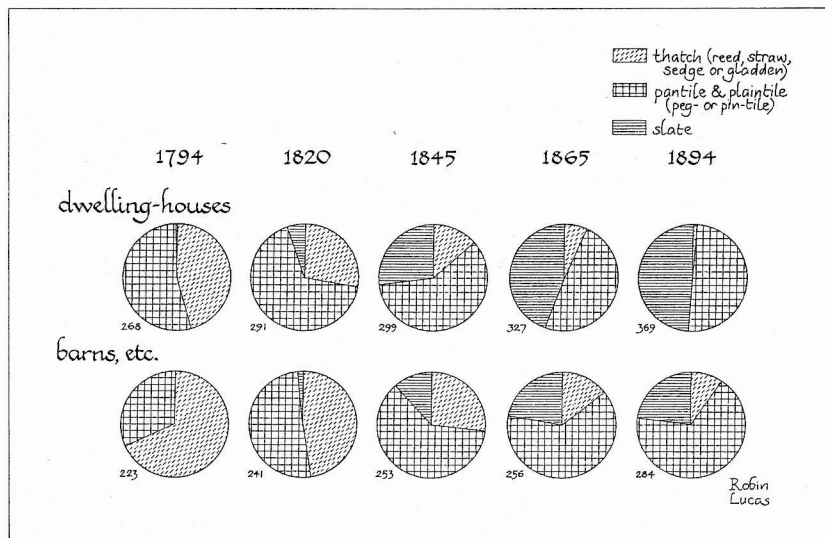 thatch (reed, straw,
sedge or gladden)
pantile & plaintile
(peg- or pin-tile)
slate
1794 1820 1845 1865 1894
dwelling-houses
268 291 299 327 369
barns, etc.
223 241 253 256 284
Robin
Lucas